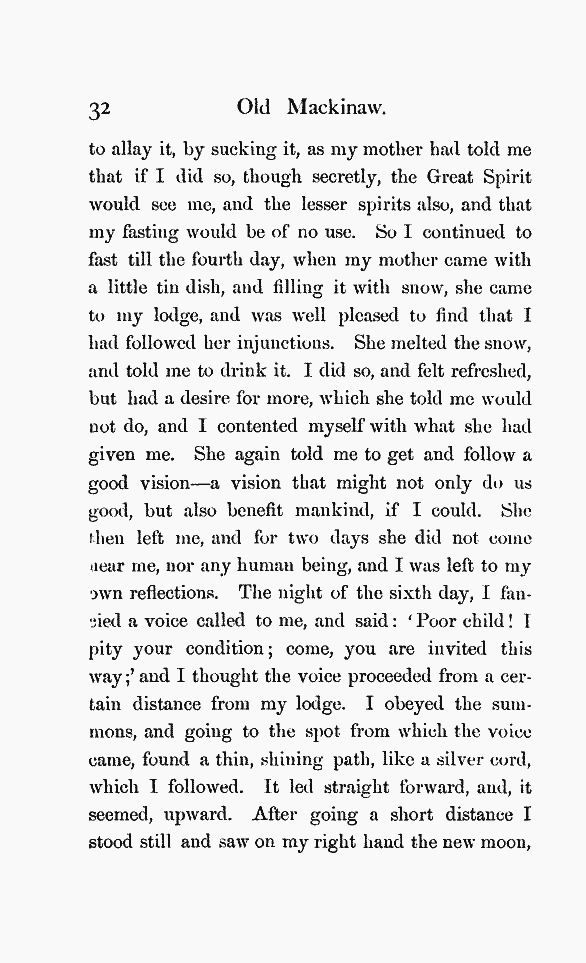 32 Old Mackinaw.
to allay it, by sucking it, as my mother had told me
that if I did so, though secretly, the Great Spirit
would see me, and the lesser spirits also, and that
my fasting would be of no use. So I continued to
fast till the fourth day, when my mother came with
a little tin dish, and filling it with snow, she came
to my lodge, and was well pleased to find that I
had followed her injunctions. She melted the snow,
and told me to drink it. I did so, and felt refreshed,
but had a desire for more, which she told me would
not do, and I contented myself with what she had
given me. She again told me to get and follow a
good vision—a vision that might not only do us
good, but also benefit mankind, if I could. She
then left me, and for two days she did not come
near me, nor any human being, and I was left to my
own reflections. The night of the sixth day, I fan-
cied a voice called to me, and said: ‘Poor child! I
pity your condition; come, you are invited this
way;’ and I thought the voice proceeded from a cer-
tain distance from my lodge. I obeyed the sum-
mons, and going to the spot from which the voice
came, found a thin, shining path, like a silver cord,
which I followed. It led straight forward, and, it
seemed, upward. After going a short distance I
stood still and saw on my right hand the new moon,